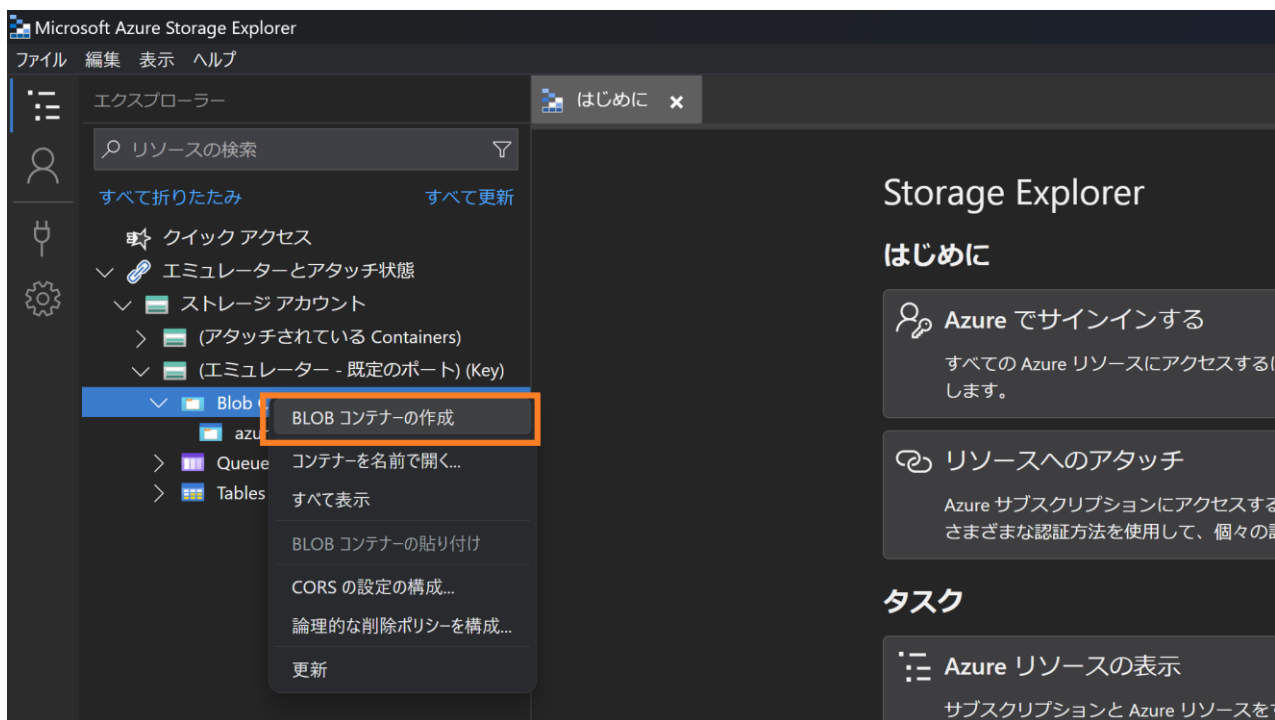 Microsoft Azure Storage Explorer
ファイル 編集 表示 ヘルプ
エクスプローラー
リソースの検索
すべて折りたたみ すべて更新
クイック アクセス
エミュレーターとアタッチ状態
ストレージ アカウント
(アタッチされている Containers)
(エミュレーター - 既定のポート) (Key)
Blob
Queue
Tables
BLOB コンテナーの作成
コンテナーを名前で開く...
すべて表示
BLOB コンテナーの貼り付け
CORS の設定の構成...
論理的な削除ポリシーを構成...
更新
はじめに
Storage Explorer
はじめに
Azure でサインインする
すべての Azure リソースにアクセスする
します。
リソースへのアタッチ
Azure サブスクリプションにアクセスする
さまざまな認証方法を使用して、個々の
タスク
Azure リソースの表示
サブスクリプションと Azure リソースを